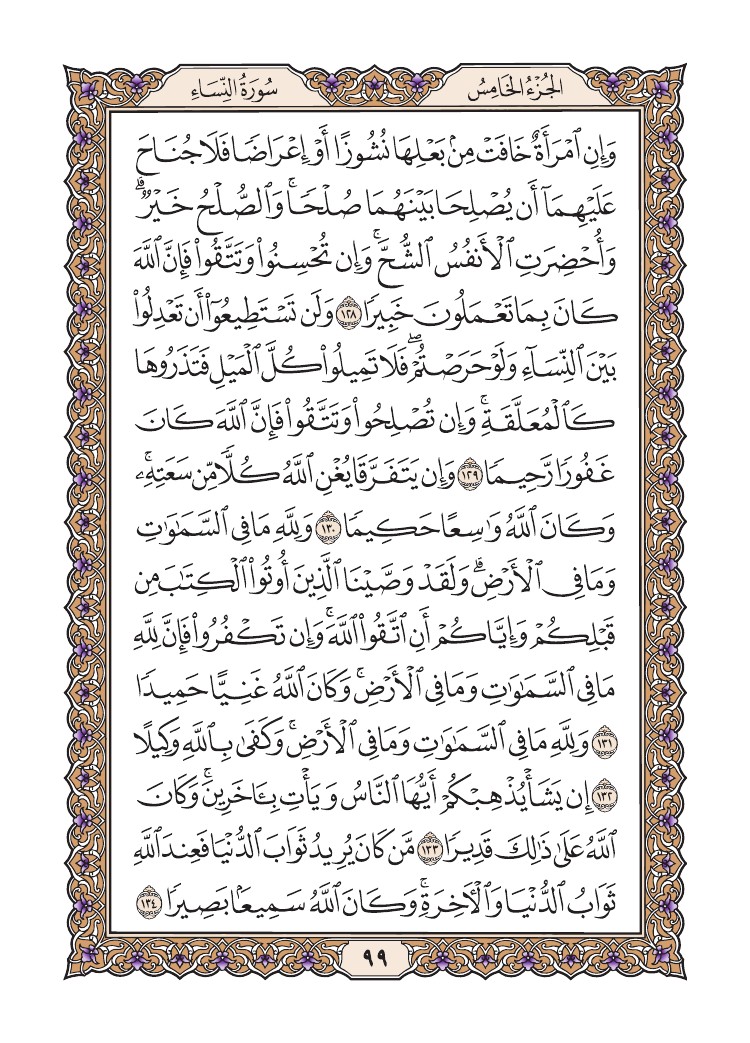 الجُزْءُ الخَامِسُ
سُورَةُ النِّسَاءِ
وَإِنِ ٱمۡرَأَةٌ خَافَتۡ مِنۢ بَعۡلِهَا نُشُوزًا أَوۡ إِعۡرَاضٗا فَلَا جُنَاحَ
عَلَيۡهِمَآ أَن يُصۡلِحَا بَيۡنَهُمَا صُلۡحٗاۚ وَٱلصُّلۡحُ خَيۡرٞۗ
وَأُحۡضِرَتِ ٱلۡأَنفُسُ ٱلشُّحَّۚ وَإِن تُحۡسِنُواْ وَتَتَّقُواْ فَإِنَّ ٱللَّهَ
كَانَ بِمَا تَعۡمَلُونَ خَبِيرٗا ١٢٨ وَلَن تَسۡتَطِيعُوٓاْ أَن تَعۡدِلُواْ
بَيۡنَ ٱلنِّسَآءِ وَلَوۡ حَرَصۡتُمۡۖ فَلَا تَمِيلُواْ كُلَّ ٱلۡمَيۡلِ فَتَذَرُوهَا
كَٱلۡمُعَلَّقَةِۚ وَإِن تُصۡلِحُواْ وَتَتَّقُواْ فَإِنَّ ٱللَّهَ كَانَ
غَفُورٗا رَّحِيمٗا ١٢٩ وَإِن يَتَفَرَّقَا يُغۡنِ ٱللَّهُ كُلّٗا مِّن سَعَتِهِۦۚ
وَكَانَ ٱللَّهُ وَٰسِعًا حَكِيمٗا ١٣٠ وَلِلَّهِ مَا فِي ٱلسَّمَٰوَٰتِ
وَمَا فِي ٱلۡأَرۡضِۗ وَلَقَدۡ وَصَّيۡنَا ٱلَّذِينَ أُوتُواْ ٱلۡكِتَٰبَ مِن
قَبۡلِكُمۡ وَإِيَّاكُمۡ أَنِ ٱتَّقُواْ ٱللَّهَۚ وَإِن تَكۡفُرُواْ فَإِنَّ لِلَّهِ
مَا فِي ٱلسَّمَٰوَٰتِ وَمَا فِي ٱلۡأَرۡضِۚ وَكَانَ ٱللَّهُ غَنِيًّا حَمِيدٗا
١٣١ وَلِلَّهِ مَا فِي ٱلسَّمَٰوَٰتِ وَمَا فِي ٱلۡأَرۡضِۚ وَكَفَىٰ بِٱللَّهِ وَكِيلًا
١٣٢ إِن يَشَأۡ يُذۡهِبۡكُمۡ أَيُّهَا ٱلنَّاسُ وَيَأۡتِ بِـَٔاخَرِينَۚ وَكَانَ
ٱللَّهُ عَلَىٰ ذَٰلِكَ قَدِيرٗا ١٣٣ مَّن كَانَ يُرِيدُ ثَوَابَ ٱلدُّنۡيَا فَعِندَ ٱللَّهِ
ثَوَابُ ٱلدُّنۡيَا وَٱلۡأٓخِرَةِۚ وَكَانَ ٱللَّهُ سَمِيعَۢا بَصِيرٗا ١٣٤
٩٩